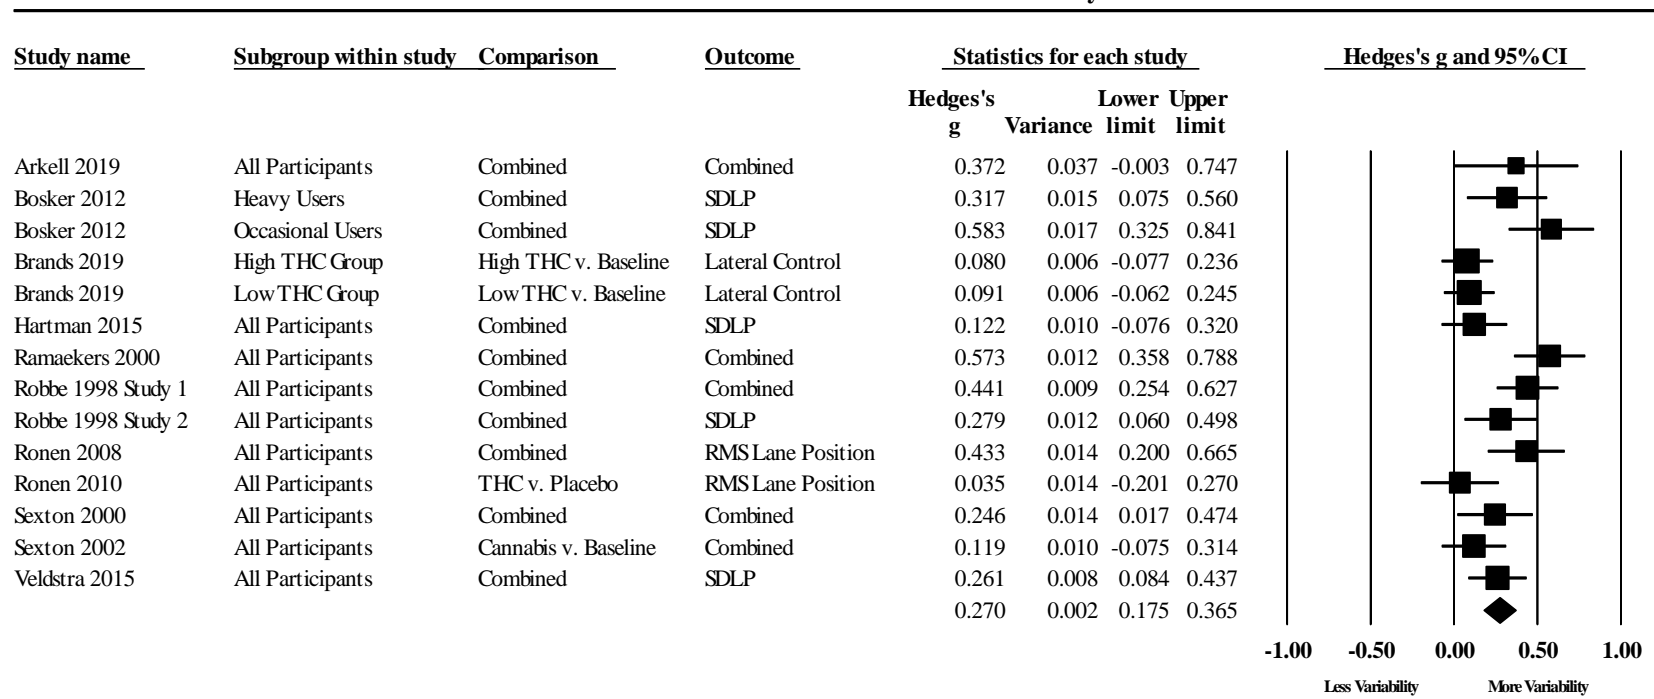 Study name Subgroup within study Comparison Outcome Statistics for each study Hedges's g and 95% CI
Hedges's Lower Upper
g Variance limit limit
Arkell 2019 All Participants Combined Combined 0.372 0.037 -0.003 0.747
Bosker 2012 Heavy Users Combined SDLP 0.317 0.015 0.075 0.560
Bosker 2012 Occasional Users Combined SDLP 0.583 0.017 0.325 0.841
Brands 2019 High THC Group High THC v. Baseline Lateral Control 0.080 0.006 -0.077 0.236
Brands 2019 Low THC Group Low THC v. Baseline Lateral Control 0.091 0.006 -0.062 0.245
Hartman 2015 All Participants Combined SDLP 0.122 0.010 -0.076 0.320
Ramaekers 2000 All Participants Combined Combined 0.573 0.012 0.358 0.788
Robbe 1998 Study 1 All Participants Combined Combined 0.441 0.009 0.254 0.627
Robbe 1998 Study 2 All Participants Combined SDLP 0.279 0.012 0.060 0.498
Ronen 2008 All Participants Combined RMS Lane Position 0.433 0.014 0.200 0.665
Ronen 2010 All Participants THC v. Placebo RMS Lane Position 0.035 0.014 -0.201 0.270
Sexton 2000 All Participants Combined Combined 0.246 0.014 0.017 0.474
Sexton 2002 All Participants Cannabis v. Baseline Combined 0.119 0.010 -0.075 0.314
Veldstra 2015 All Participants Combined SDLP 0.261 0.008 0.084 0.437
0.270 0.002 0.175 0.365
-1.00 -0.50 0.00 0.50 1.00
Less Variability More Variability